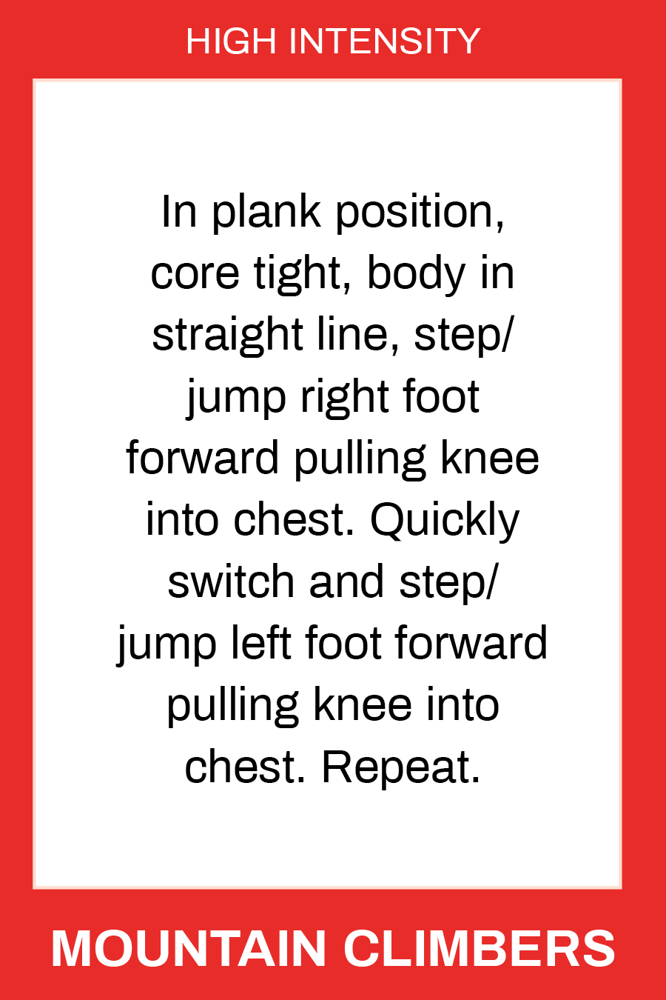 HIGH INTENSITY
In plank position,
core tight, body in
straight line, step/
jump right foot
forward pulling knee
into chest. Quickly
switch and step/
jump left foot forward
pulling knee into
chest. Repeat.
MOUNTAIN CLIMBERS